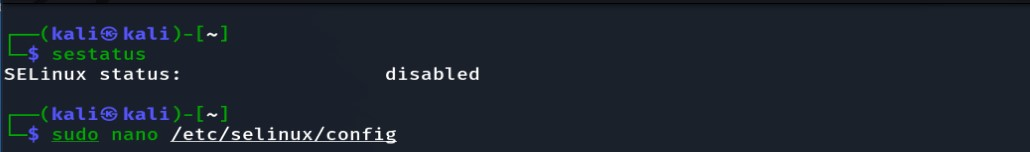 ┌──(kali㉿kali)-[~]
└─$ sestatus
SELinux status:                 disabled
┌──(kali㉿kali)-[~]
└─$ sudo nano /etc/selinux/config